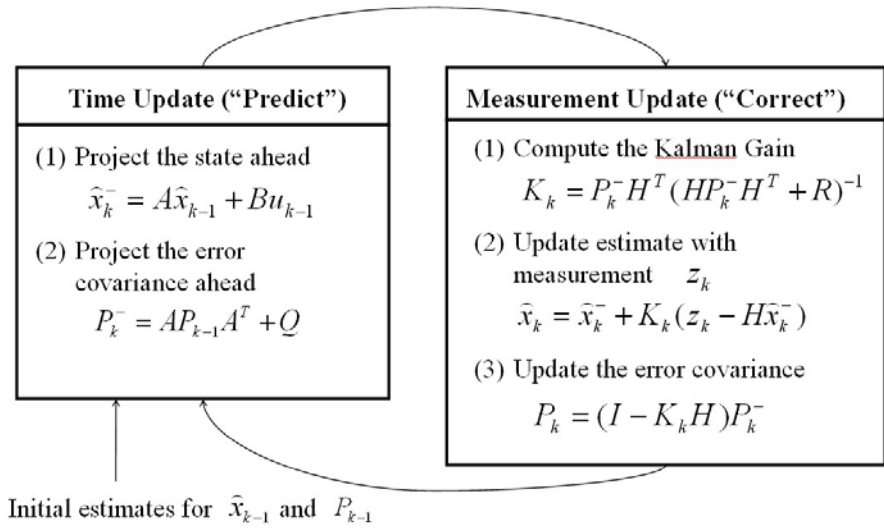 Time Update (“Predict”)
(1) Project the state ahead
x̂ₖ⁻ = Ax̂ₖ₋₁ + Buₖ₋₁
(2) Project the error
covariance ahead
Pₖ⁻ = APₖ₋₁Aᵀ + Q
Measurement Update (“Correct”)
(1) Compute the Kalman Gain
Kₖ = Pₖ⁻Hᵀ(HPₖ⁻Hᵀ + R)⁻¹
(2) Update estimate with
measurement zₖ
x̂ₖ = x̂ₖ⁻ + Kₖ(zₖ − Hx̂ₖ⁻)
(3) Update the error covariance
Pₖ = (I − KₖH)Pₖ⁻
Initial estimates for x̂ₖ₋₁ and Pₖ₋₁